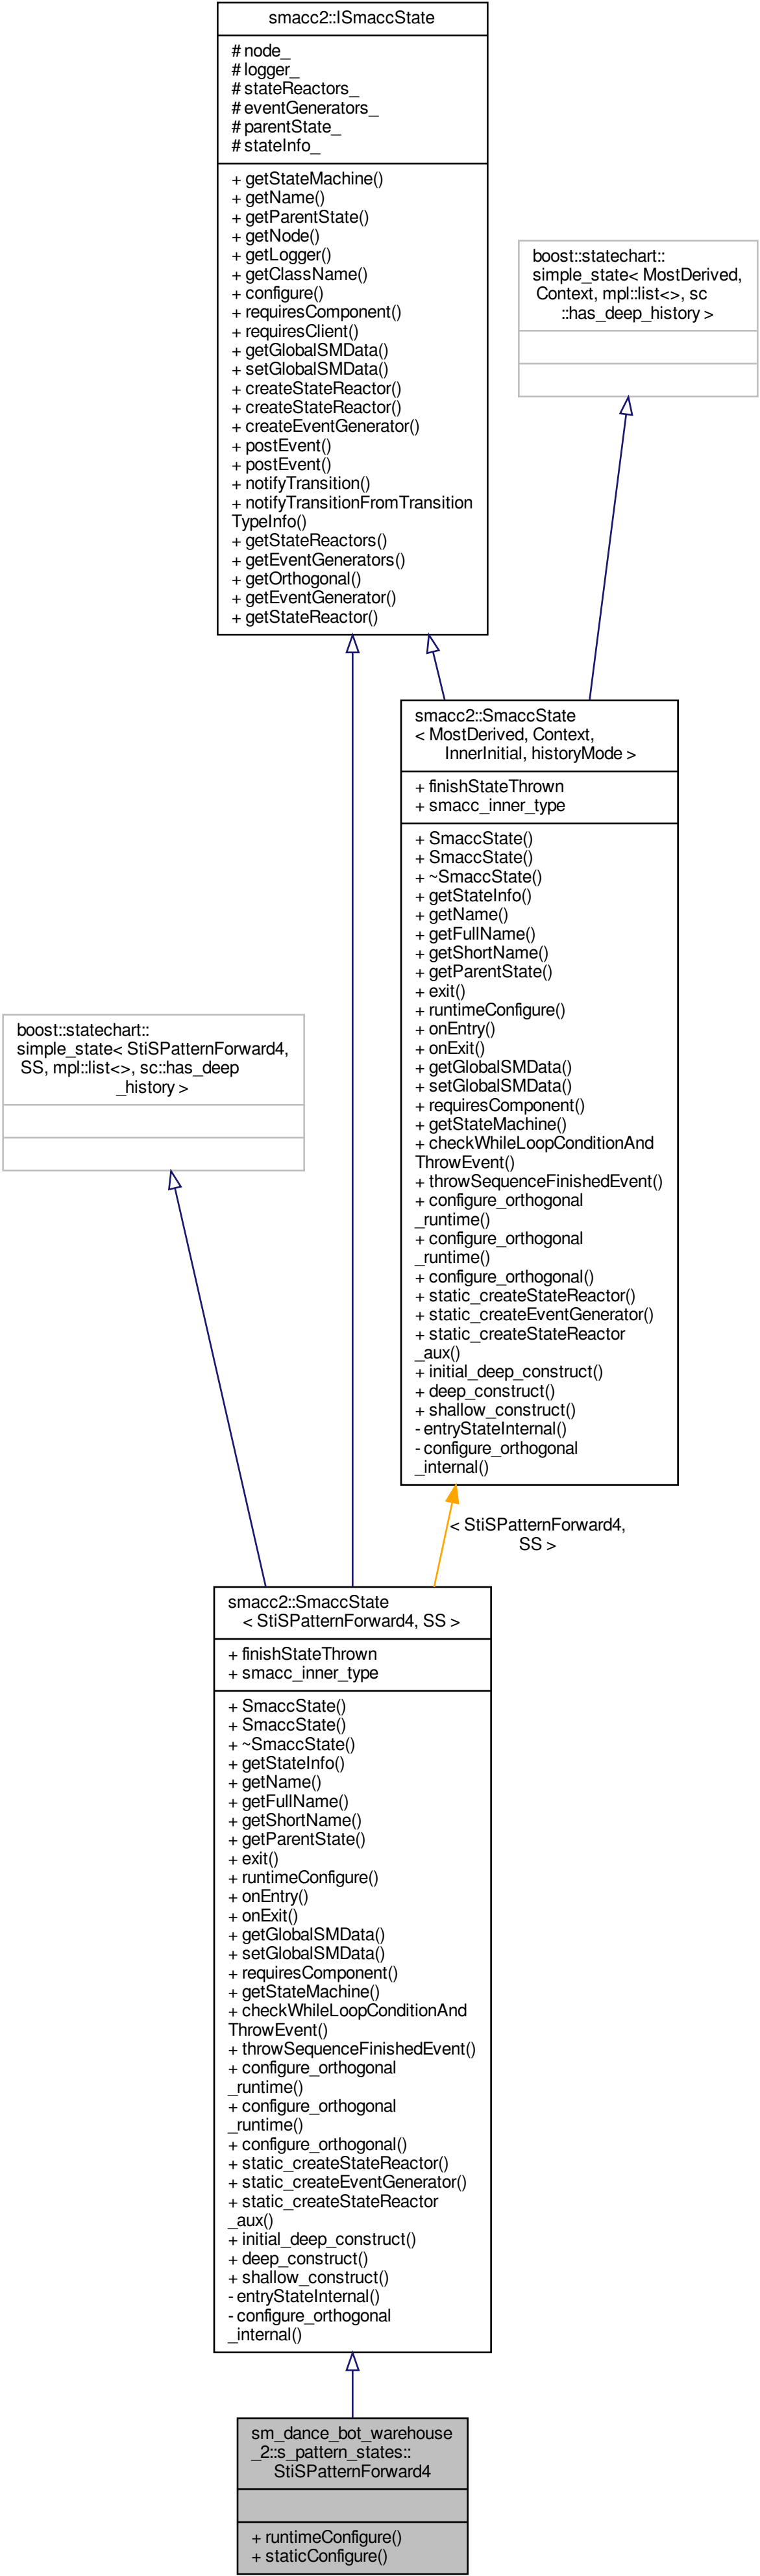 smacc2::ISmaccState
# node_
# logger_
# stateReactors_
# eventGenerators_
# parentState_
# stateInfo_
+ getStateMachine()
+ getName()
+ getParentState()
+ getNode()
+ getLogger()
+ getClassName()
+ configure()
+ requiresComponent()
+ requiresClient()
+ getGlobalSMData()
+ setGlobalSMData()
+ createStateReactor()
+ createStateReactor()
+ createEventGenerator()
+ postEvent()
+ postEvent()
+ notifyTransition()
+ notifyTransitionFromTransition
TypeInfo()
+ getStateReactors()
+ getEventGenerators()
+ getOrthogonal()
+ getEventGenerator()
+ getStateReactor()
boost::statechart::
simple_state< MostDerived,
Context, mpl::list<>, sc
::has_deep_history >
smacc2::SmaccState
< MostDerived, Context,
InnerInitial, historyMode >
+ finishStateThrown
+ smacc_inner_type
+ SmaccState()
+ SmaccState()
+ ~SmaccState()
+ getStateInfo()
+ getName()
+ getFullName()
+ getShortName()
+ getParentState()
+ exit()
+ runtimeConfigure()
+ onEntry()
+ onExit()
+ getGlobalSMData()
+ setGlobalSMData()
+ requiresComponent()
+ getStateMachine()
+ checkWhileLoopConditionAnd
ThrowEvent()
+ throwSequenceFinishedEvent()
+ configure_orthogonal
_runtime()
+ configure_orthogonal
_runtime()
+ configure_orthogonal()
+ static_createStateReactor()
+ static_createEventGenerator()
+ static_createStateReactor
_aux()
+ initial_deep_construct()
+ deep_construct()
+ shallow_construct()
- entryStateInternal()
- configure_orthogonal
_internal()
boost::statechart::
simple_state< StiSPatternForward4,
SS, mpl::list<>, sc::has_deep
_history >
< StiSPatternForward4,
SS >
smacc2::SmaccState
< StiSPatternForward4, SS >
+ finishStateThrown
+ smacc_inner_type
+ SmaccState()
+ SmaccState()
+ ~SmaccState()
+ getStateInfo()
+ getName()
+ getFullName()
+ getShortName()
+ getParentState()
+ exit()
+ runtimeConfigure()
+ onEntry()
+ onExit()
+ getGlobalSMData()
+ setGlobalSMData()
+ requiresComponent()
+ getStateMachine()
+ checkWhileLoopConditionAnd
ThrowEvent()
+ throwSequenceFinishedEvent()
+ configure_orthogonal
_runtime()
+ configure_orthogonal
_runtime()
+ configure_orthogonal()
+ static_createStateReactor()
+ static_createEventGenerator()
+ static_createStateReactor
_aux()
+ initial_deep_construct()
+ deep_construct()
+ shallow_construct()
- entryStateInternal()
- configure_orthogonal
_internal()
sm_dance_bot_warehouse
_2::s_pattern_states::
StiSPatternForward4
+ runtimeConfigure()
+ staticConfigure()